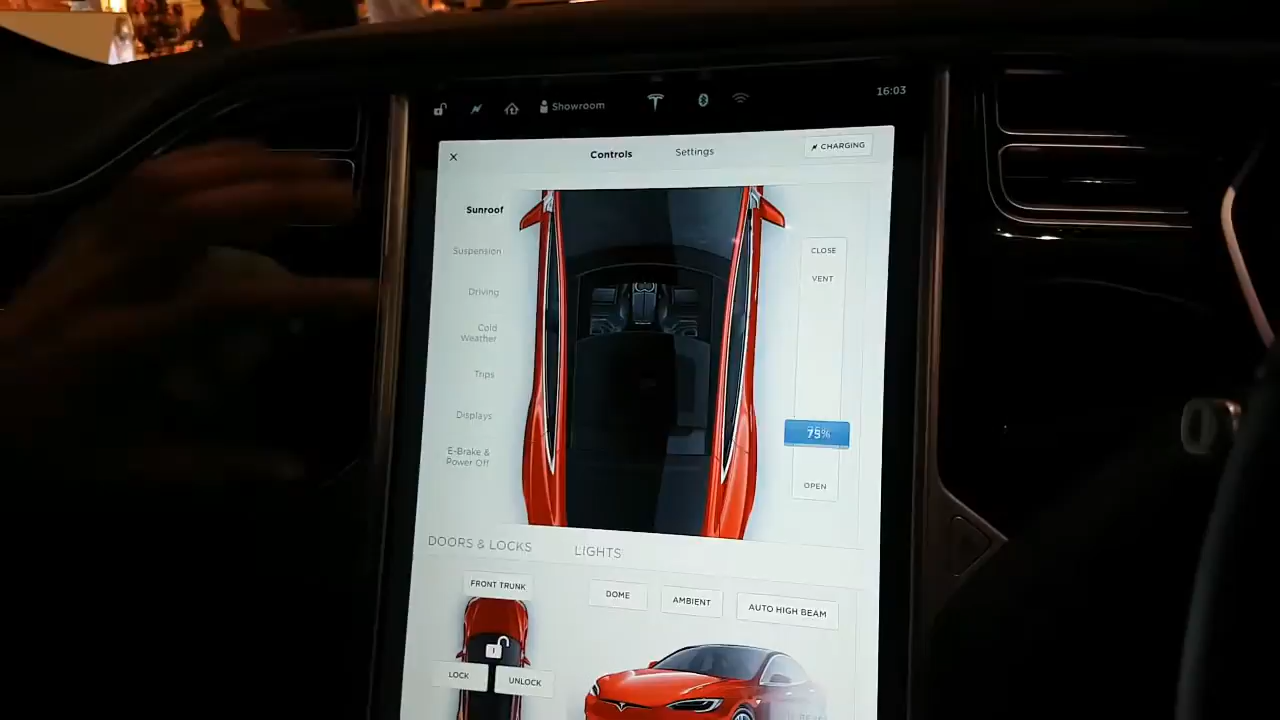 Showroom
16:03
Controls
Settings
CHARGING
Sunroof
Suspension
Driving
Cold
Weather
Trips
Displays
E-Brake &
Power Off
CLOSE
VENT
75%
OPEN
DOORS & LOCKS
LIGHTS
FRONT TRUNK
DOME
AMBIENT
AUTO HIGH BEAM
LOCK
UNLOCK